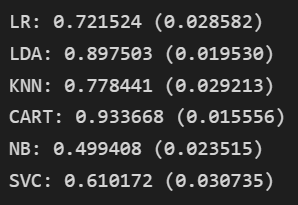 LR: 0.721524 (0.028582)
LDA: 0.897503 (0.019530)
KNN: 0.778441 (0.029213)
CART: 0.933668 (0.015556)
NB: 0.499408 (0.023515)
SVC: 0.610172 (0.030735)